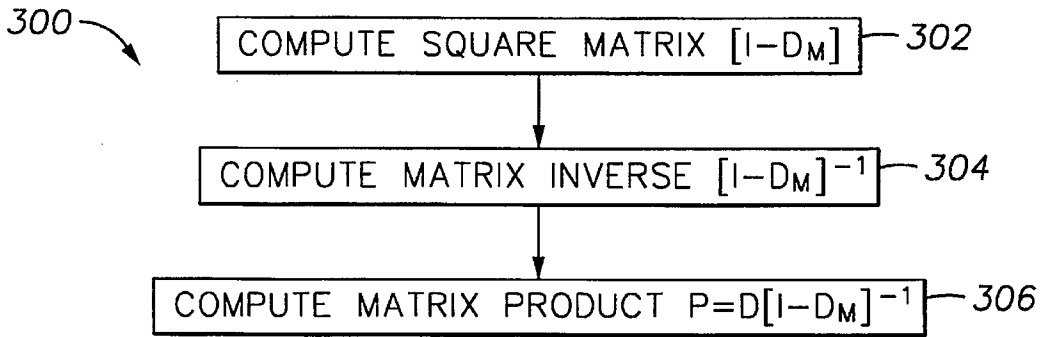 300
COMPUTE SQUARE MATRIX [I-D_M] 302
COMPUTE MATRIX INVERSE [I-D_M]^-1 304
COMPUTE MATRIX PRODUCT P=D[I-D_M]^-1 306